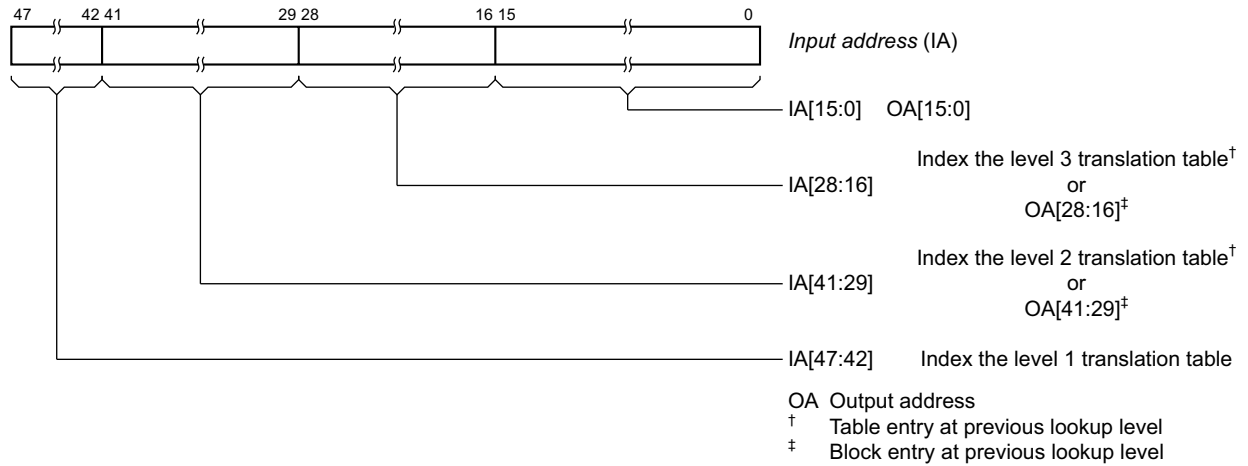 47 42 41 29 28 16 15 0
Input address (IA)
IA[15:0] OA[15:0]
Index the level 3 translation table†
IA[28:16] or
OA[28:16]‡
Index the level 2 translation table†
IA[41:29] or
OA[41:29]‡
IA[47:42] Index the level 1 translation table
OA Output address
† Table entry at previous lookup level
‡ Block entry at previous lookup level